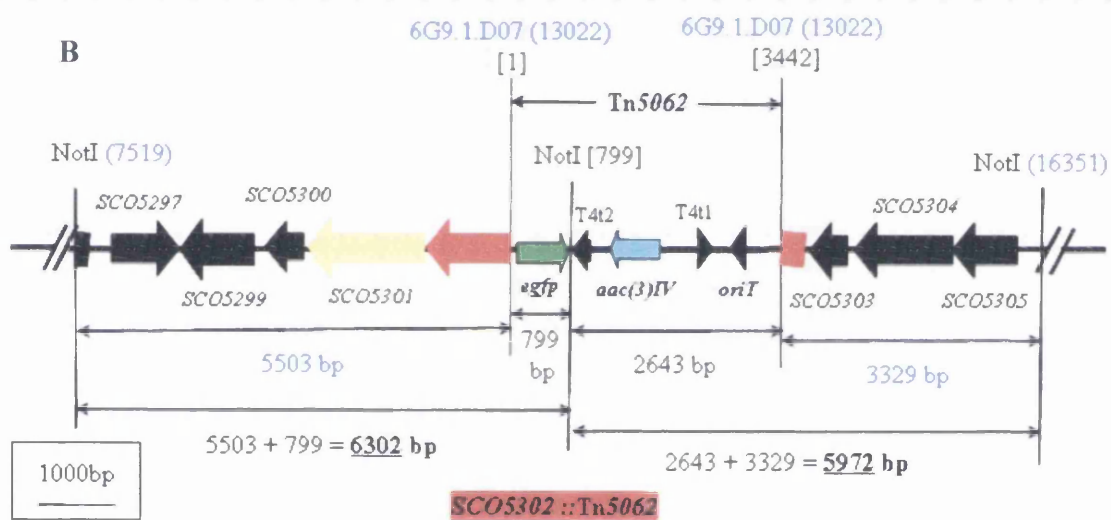 B
6G9.1.D07 (13022) 6G9.1.D07 (13022)
[1] [3442]
Tn5062
NotI (7519) NotI [799] NotI (16351)
SCO5297 SCO5300 T4t2 T4t1 SCO5304
SCO5299 SCO5301 egfp aac(3)IV oriT SCO5303 SCO5305
5503 bp 799 bp 2643 bp 3329 bp
5503 + 799 = 6302 bp 2643 + 3329 = 5972 bp
1000bp
SCO5302 ::Tn5062